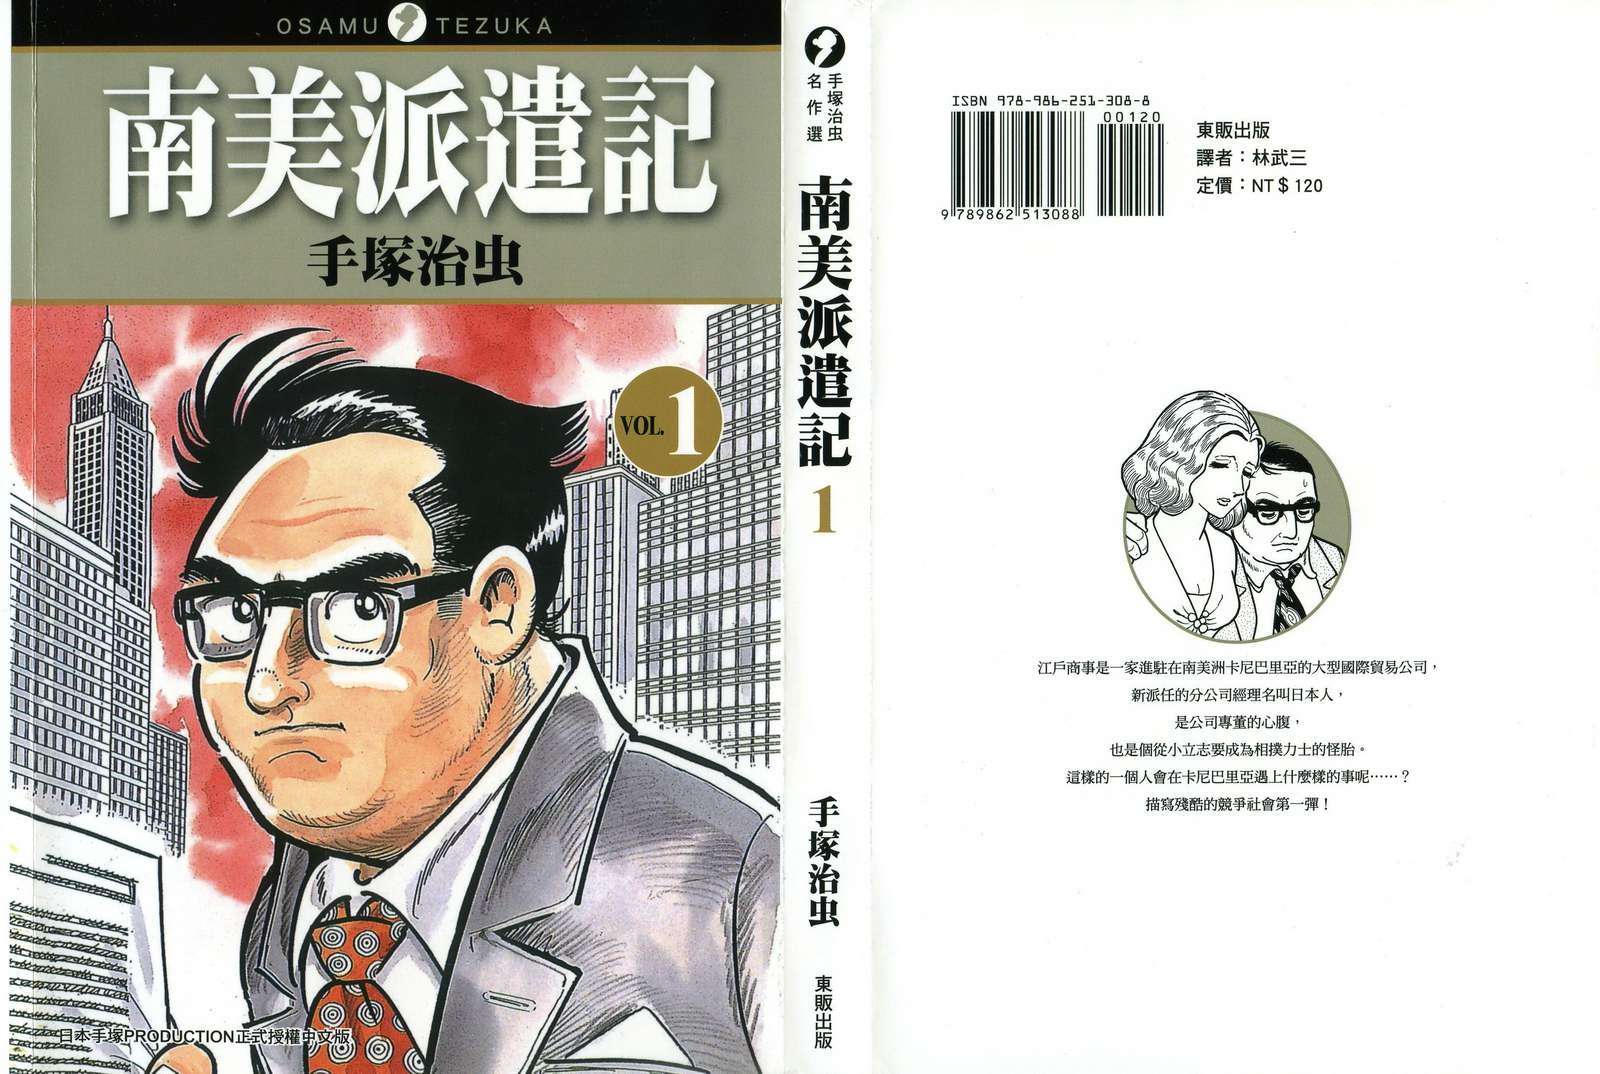 OSAMU TEZUKA
南美派遣記
手塚治虫
VOL. 1
日本手塚PRODUCTION正式授權中文版
手塚治虫
名作選
南美派遣記
1
手塚治虫
東販出版
ISBN 978-986-251-308-8
00120
9 789862 513088
東販出版
譯者：林武三
定價：NT＄120
江戶商事是一家進駐在南美洲卡尼巴里亞的大型國際貿易公司，
新派任的分公司經理名叫日本人，
是公司專董的心腹，
也是個從小立志要成為相撲力士的怪胎。
這樣的一個人會在卡尼巴里亞遇上什麼樣的事呢……？
描寫殘酷的競爭社會第一彈！